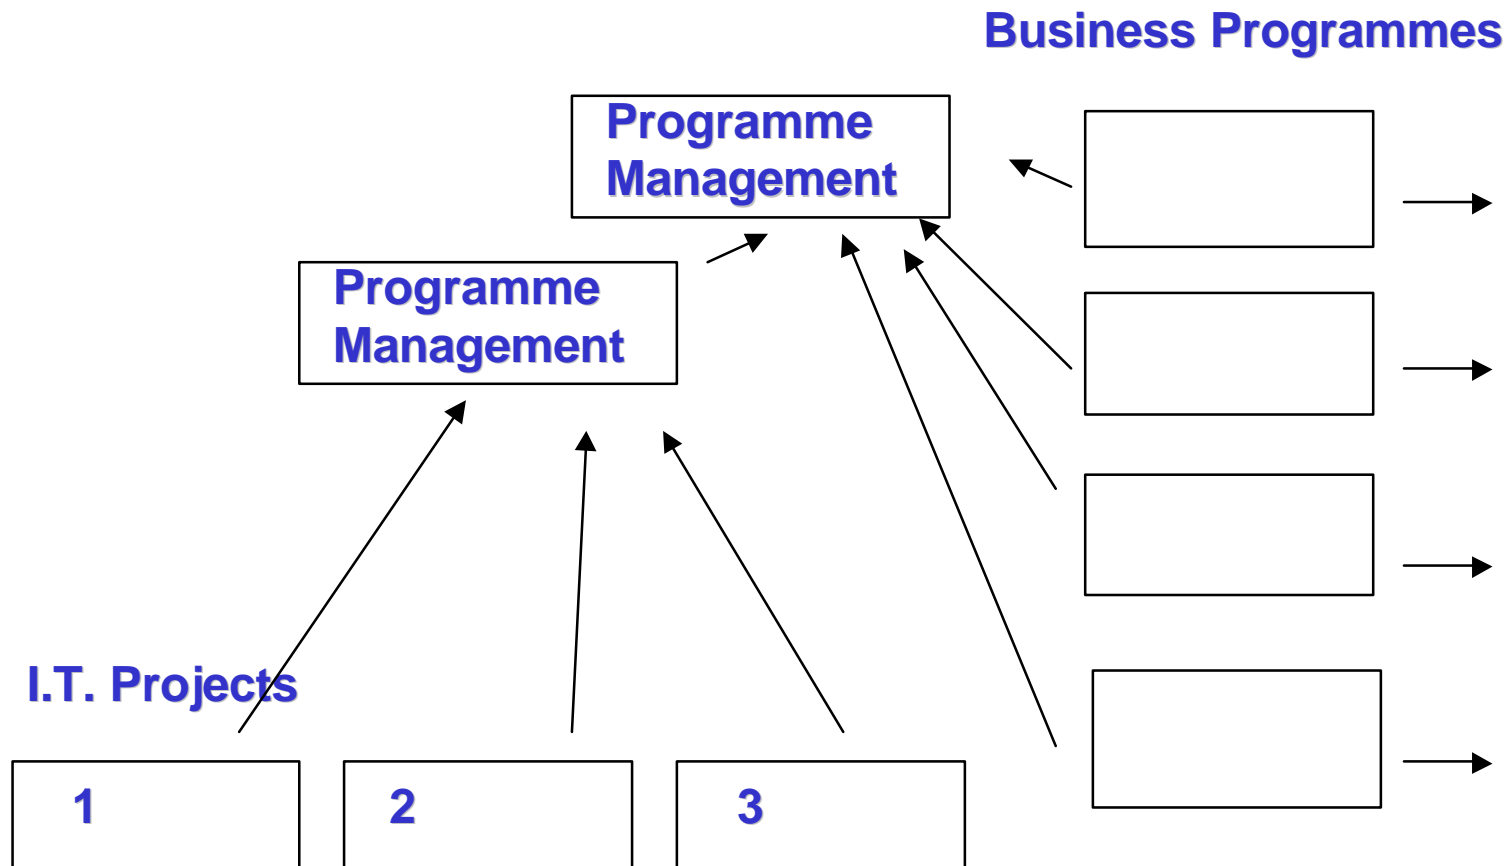 Business Programmes
Programme
Management
Programme
Management
I.T. Projects
1
2
3